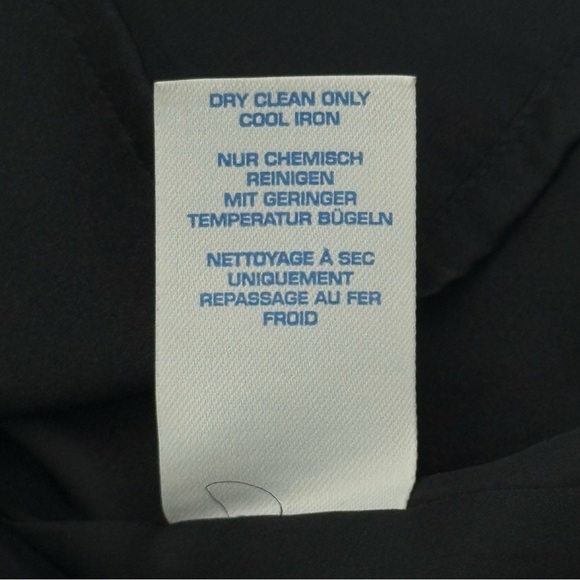 DRY CLEAN ONLY
COOL IRON
NUR CHEMISCH
REINIGEN
MIT GERINGER
TEMPERATUR BÜGELN
NETTOYAGE À SEC
UNIQUEMENT
REPASSAGE AU FER
FROID